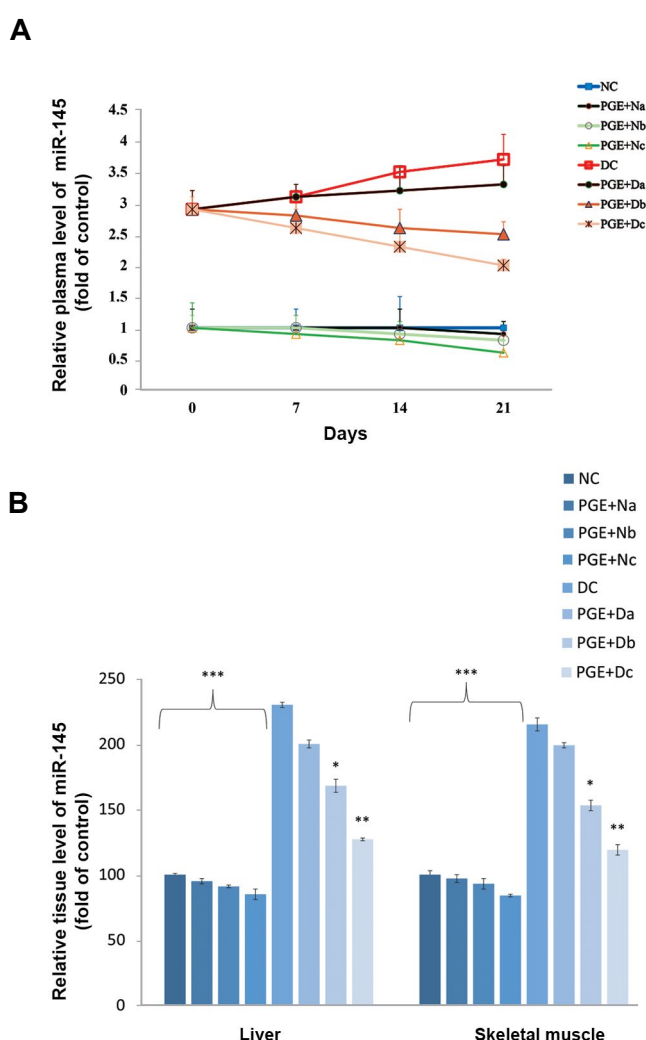 A
Relative plasma level of miR-145
(fold of control)
4.5
4
3.5
3
2.5
2
1.5
1
0.5
0
0 7 14 21
Days
NC
PGE+Na
PGE+Nb
PGE+Nc
DC
PGE+Da
PGE+Db
PGE+Dc
B
NC
PGE+Na
PGE+Nb
PGE+Nc
DC
PGE+Da
PGE+Db
PGE+Dc
Relative tissue level of miR-145
(fold of control)
250
200
150
100
50
0
*** * ** *** * **
Liver Skeletal muscle